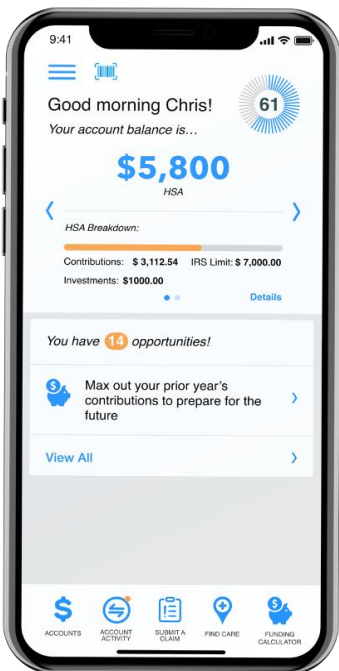 9:41
Good morning Chris!
61
Your account balance is...
$5,800
HSA
HSA Breakdown:
Contributions: $ 3,112.54 IRS Limit: $ 7,000.00
Investments: $1000.00
Details
You have 14 opportunities!
Max out your prior year's
contributions to prepare for the
future
View All
ACCOUNTS
ACCOUNT
ACTIVITY
SUBMIT A
CLAIM
FIND CARE
FUNDING
CALCULATOR